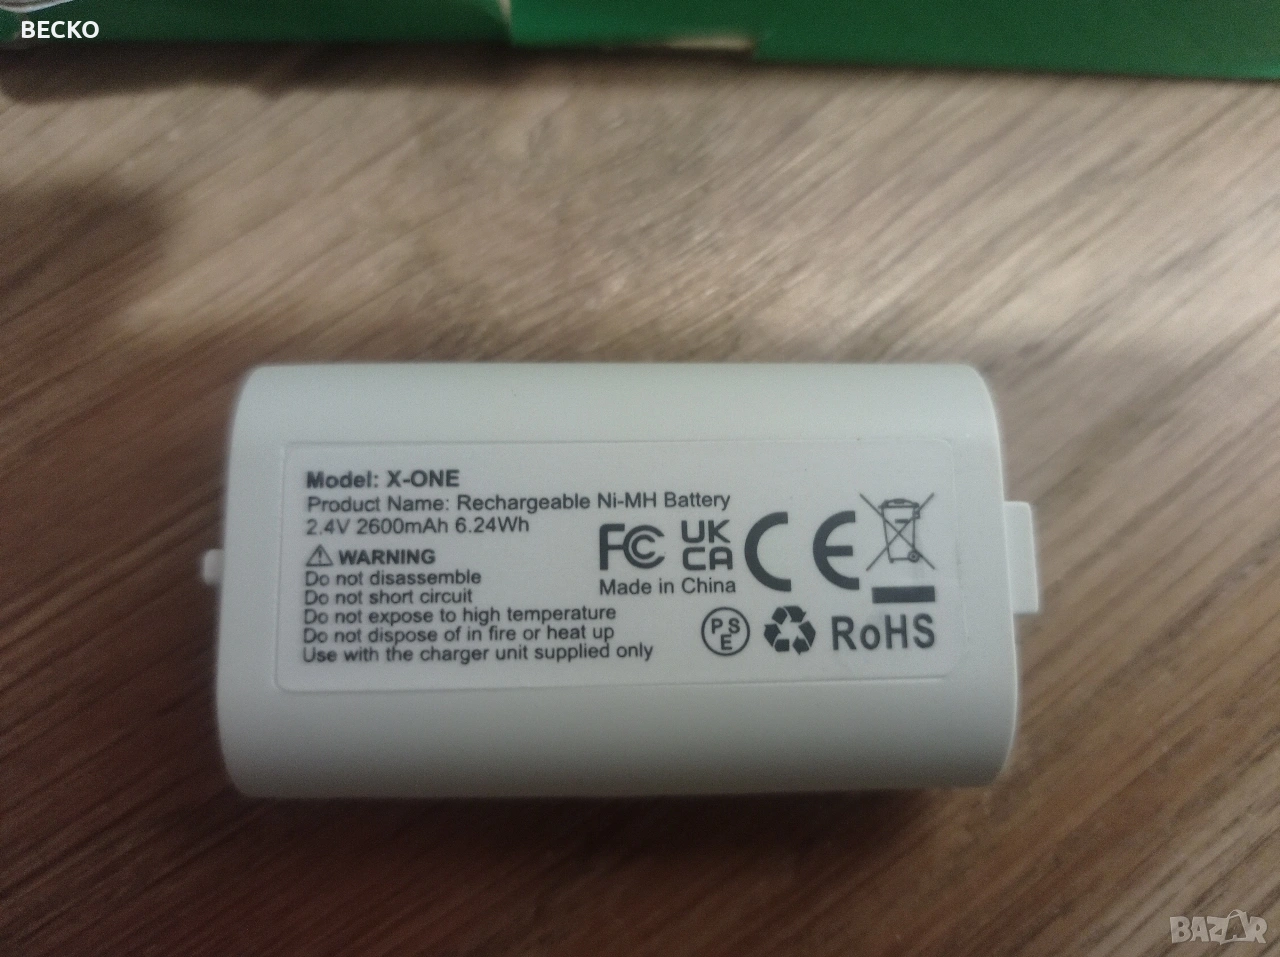 BECKO
Model: X-ONE
Product Name: Rechargeable Ni-MH Battery
2.4V 2600mAh 6.24Wh
WARNING
Do not disassemble
Do not short circuit
Do not expose to high temperature
Do not dispose of in fire or heat up
Use with the charger unit supplied only
FC
UK
CA
CE
Made in China
PSE
RoHS
BAZAR